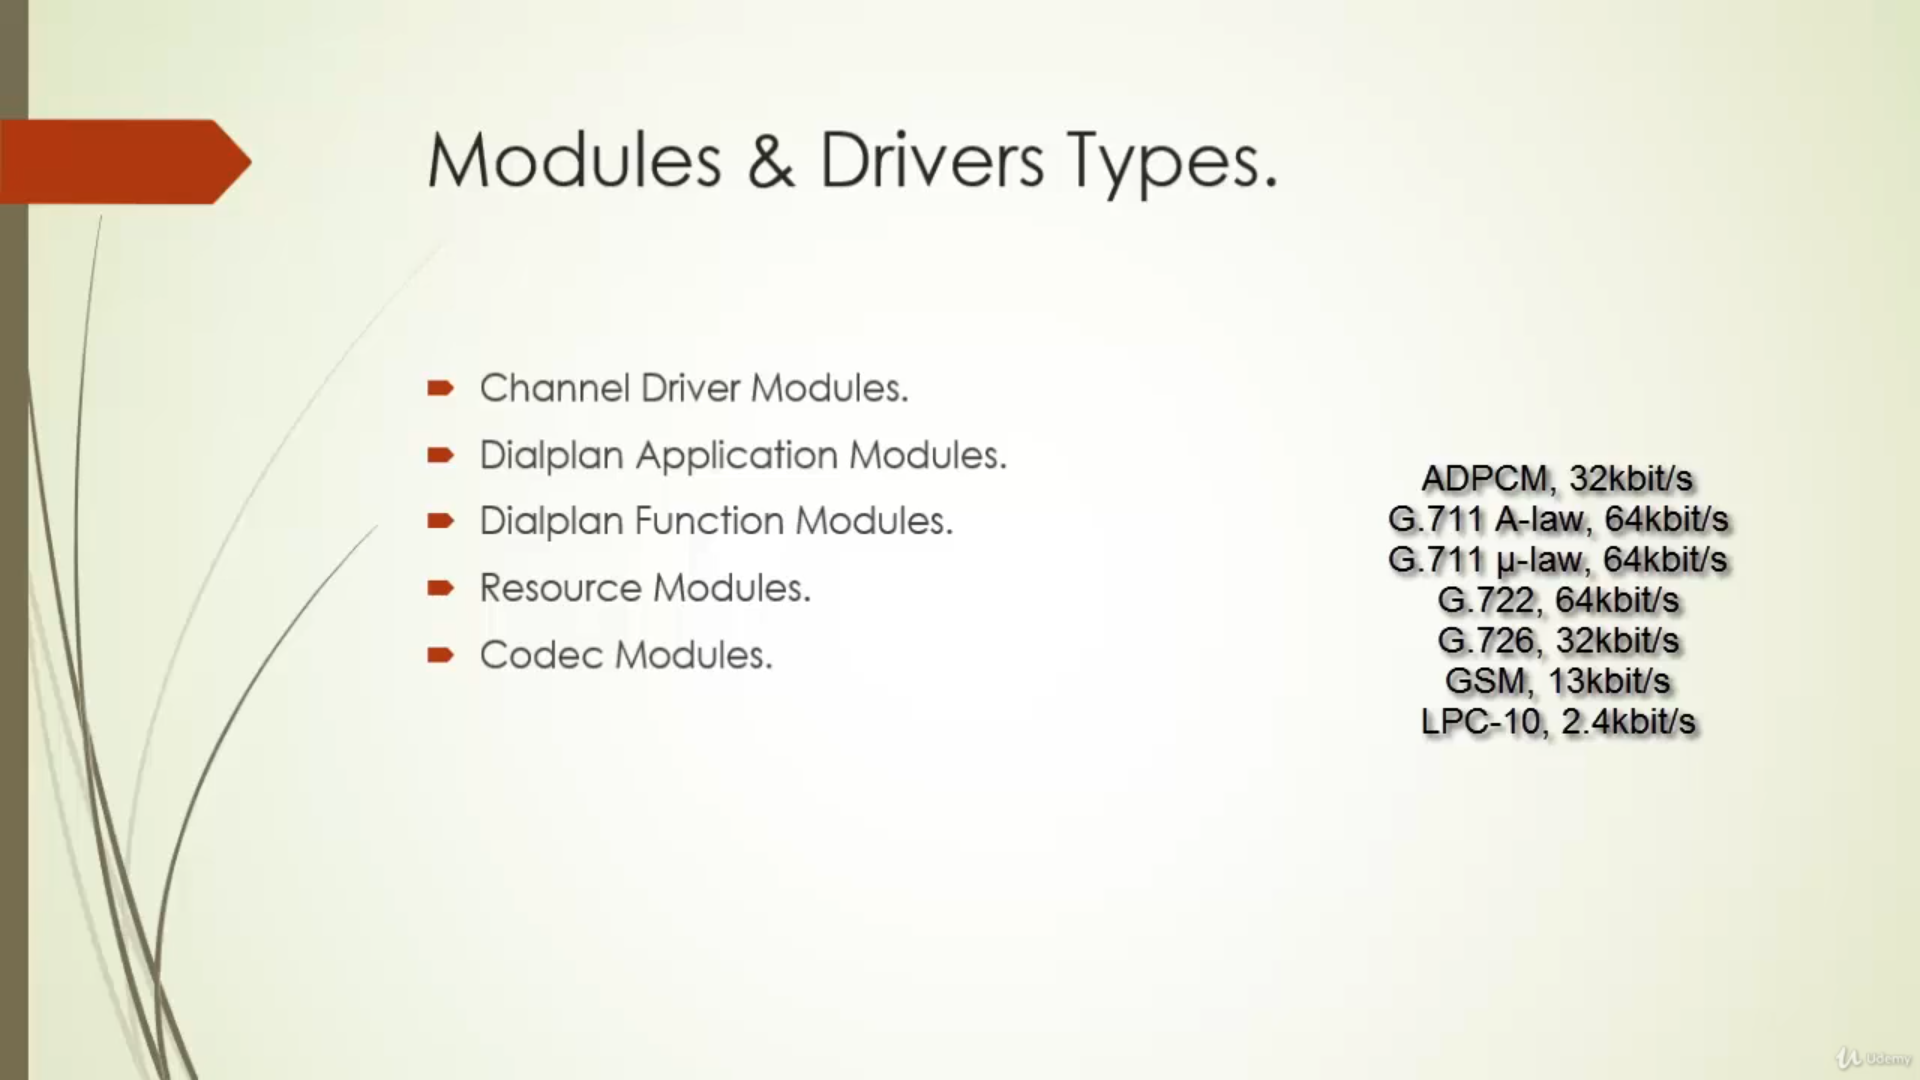 Modules & Drivers Types.
Channel Driver Modules.
Dialplan Application Modules.
Dialplan Function Modules.
Resource Modules.
Codec Modules.
ADPCM, 32kbit/s
G.711 A-law, 64kbit/s
G.711 μ-law, 64kbit/s
G.722, 64kbit/s
G.726, 32kbit/s
GSM, 13kbit/s
LPC-10, 2.4kbit/s
Udemy